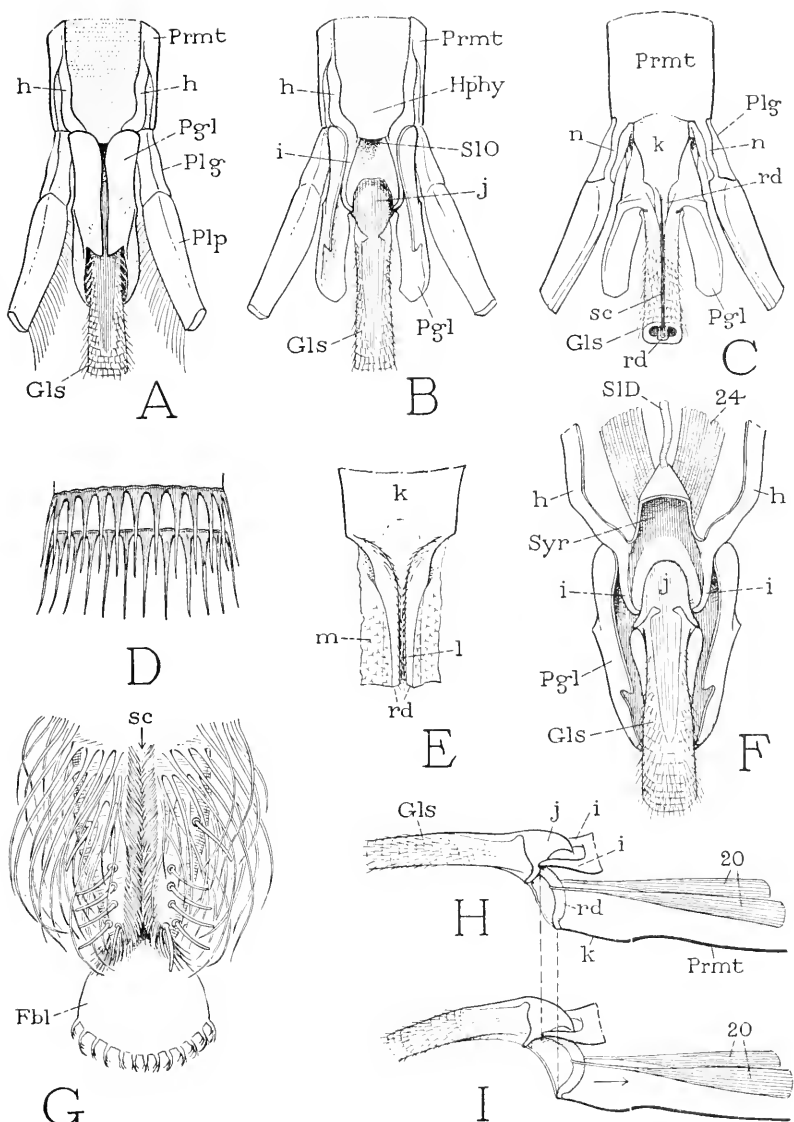 Prmt
h
h
Pgl
Plg
Plp
Gls
A
Prmt
h
Hphy
SlO
i
j
Pgl
Gls
B
Prmt
Plg
n
k
n
rd
sc
Gls
Pgl
rd
C
D
k
m
l
rd
E
SlD
24
h
h
Syr
j
i
i
Pgl
Gls
F
sc
Fbl
G
Gls
j
i
i
20
H
rd
k
Prmt
20
I